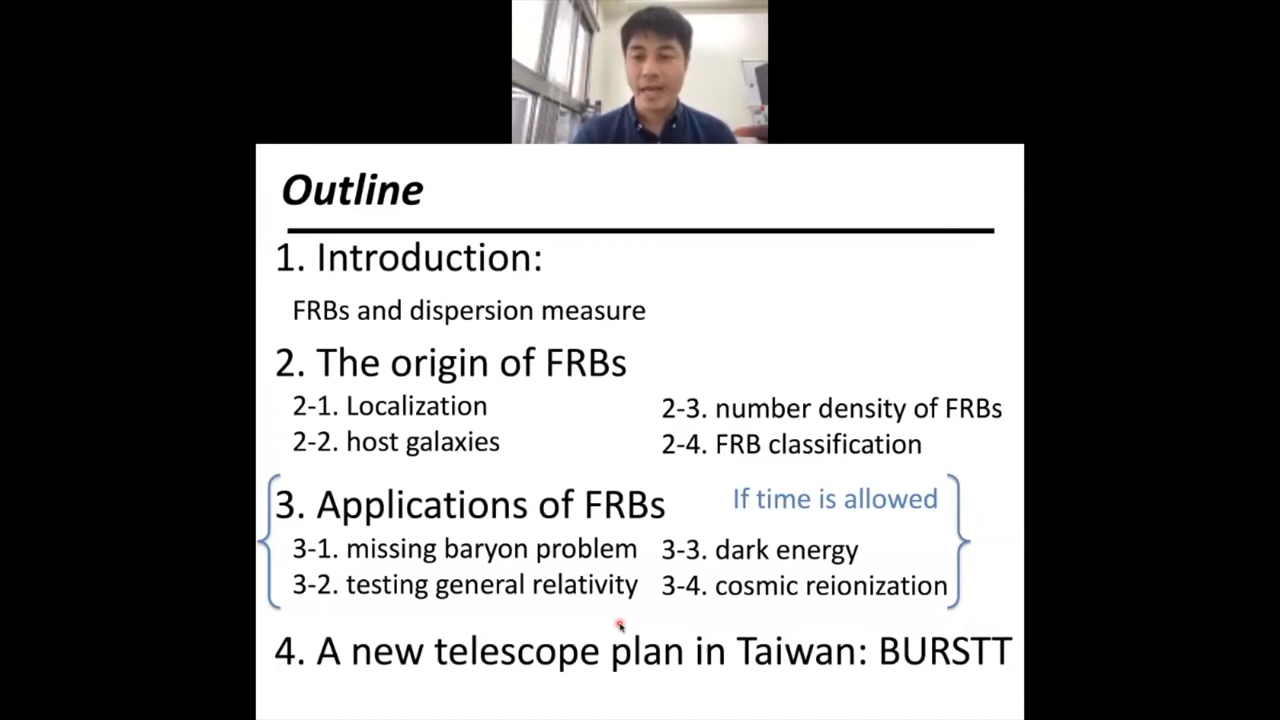 Outline
1. Introduction:
FRBs and dispersion measure
2. The origin of FRBs
2-1. Localization
2-2. host galaxies
2-3. number density of FRBs
2-4. FRB classification
3. Applications of FRBs
If time is allowed
3-1. missing baryon problem
3-2. testing general relativity
3-3. dark energy
3-4. cosmic reionization
4. A new telescope plan in Taiwan: BURSTT